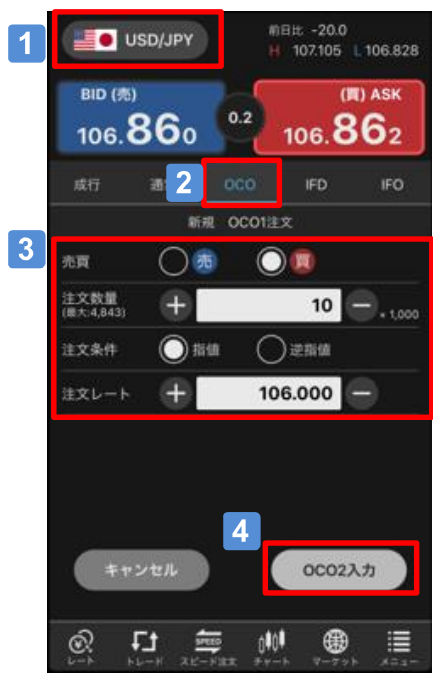 1
USD/JPY
前日比 -20.0
H 107.105 L 106.828
BID (売)
(買) ASK
106.860
0.2
106.862
成行
2
OCO
IFD
IFO
新規 OCO1注文
3
売買
売
買
注文数量
(最大:4,843)
10
× 1,000
注文条件
指値
逆指値
注文レート
106.000
4
キャンセル
OCO2入力
SPEED
レート
トレード
スピード注文
チャート
マーケット
メニュー